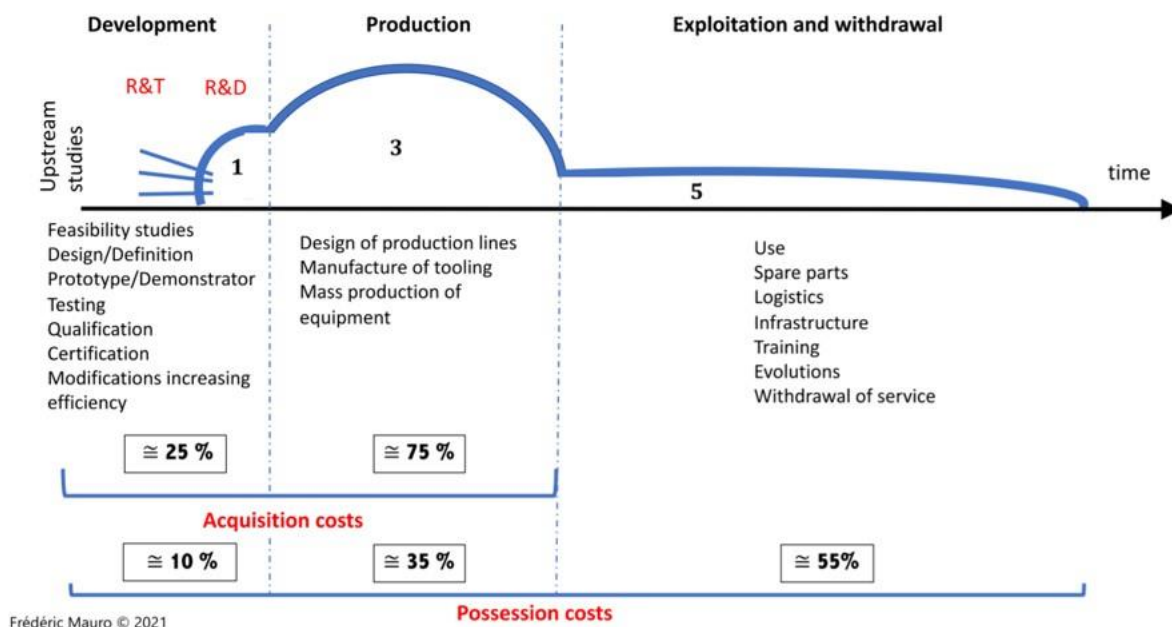 Development
Production
Exploitation and withdrawal
R&T
R&D
Upstream
studies
1
3
5
time
Feasibility studies
Design/Definition
Prototype/Demonstrator
Testing
Qualification
Certification
Modifications increasing
efficiency
Design of production lines
Manufacture of tooling
Mass production of
equipment
Use
Spare parts
Logistics
Infrastructure
Training
Evolutions
Withdrawal of service
≅ 25 %
≅ 75 %
Acquisition costs
≅ 10 %
≅ 35 %
≅ 55%
Possession costs
Frédéric Mauro © 2021